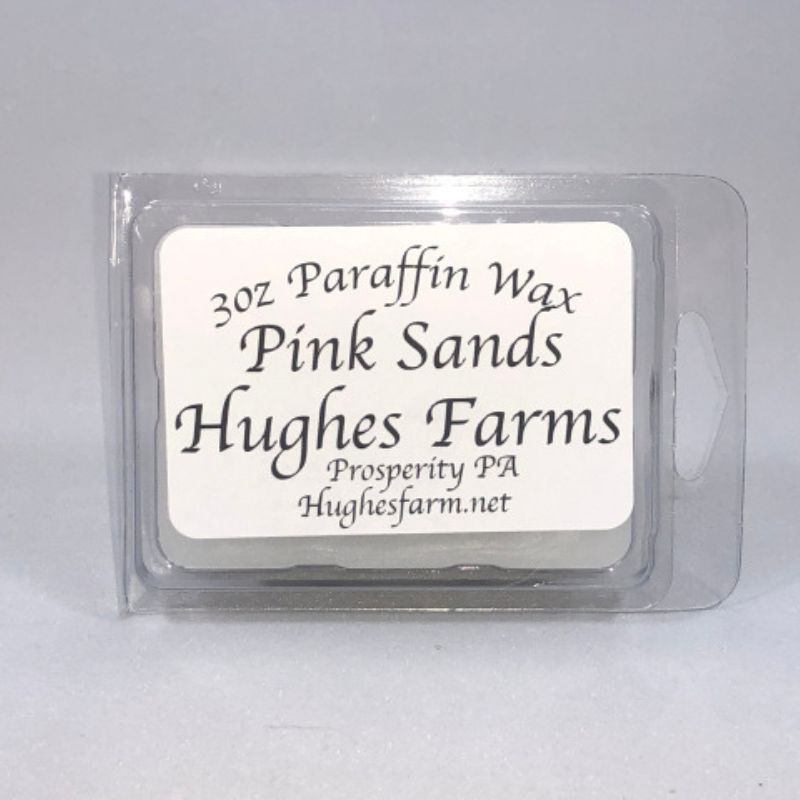 3oz Paraffin Wax
Pink Sands
Hughes Farms
Prosperity PA
Hughesfarm.net